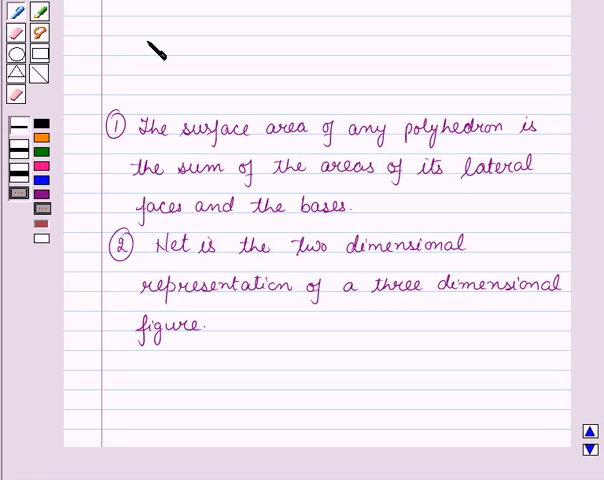 ① The surface area of any polyhedron is
the sum of the areas of its lateral
faces and the bases.
② Net is the two dimensional
representation of a three dimensional
figure.